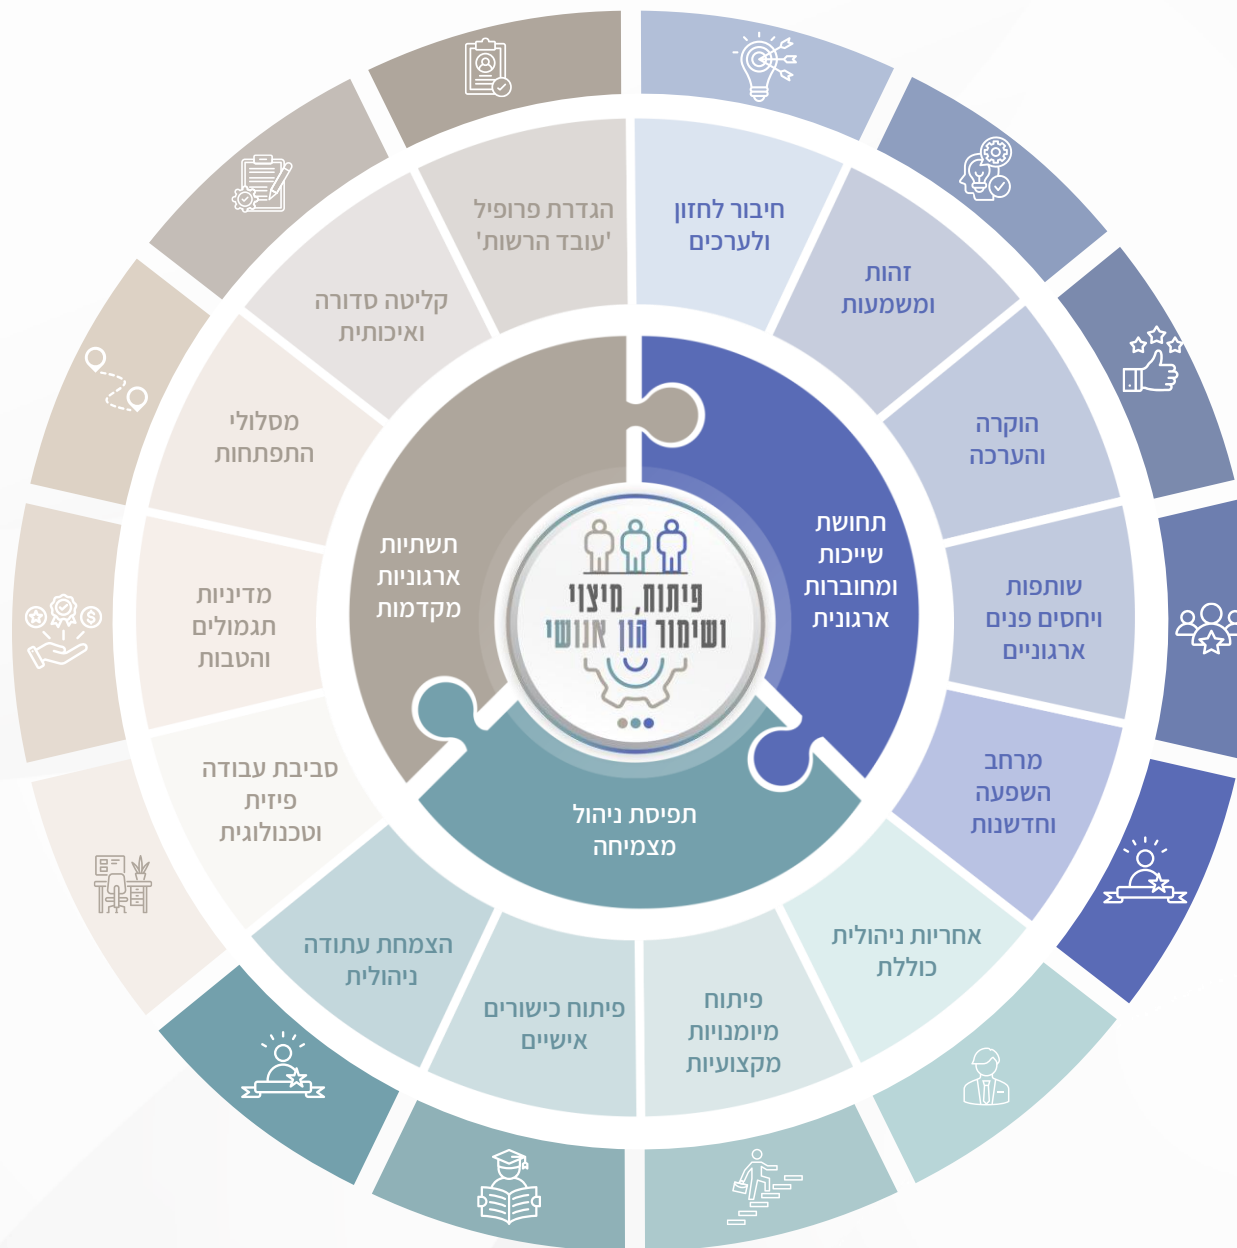 פיתוח, מיצוי
ושימור הון אנושי
תחושת
שייכות
ומחוברות
ארגונית
תפיסת ניהול
מצמיחה
תשתיות
ארגוניות
מקדמות
חיבור לחזון
ולערכים
זהות
ומשמעות
הוקרה
והערכה
שותפות
ויחסים פנים
ארגוניים
מרחב
השפעה
וחדשנות
אחריות ניהולית
כוללת
פיתוח
מיומנויות
מקצועיות
פיתוח כישורים
אישיים
הצמחת עתודה
ניהולית
סביבת עבודה
פיזית
וטכנולוגית
מדיניות
תגמולים
והטבות
מסלולי
התפתחות
קליטה סדורה
ואיכותית
הגדרת פרופיל
'עובד הרשות'